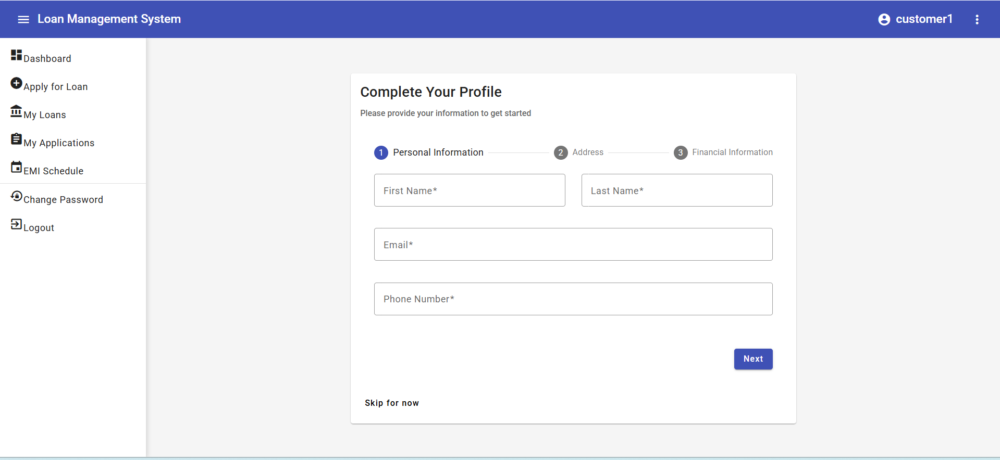 Loan Management System
customer1
Dashboard
Apply for Loan
My Loans
My Applications
EMI Schedule
Change Password
Logout
Complete Your Profile
Please provide your information to get started
1 Personal Information 2 Address 3 Financial Information
First Name* Last Name*
Email*
Phone Number*
Next
Skip for now